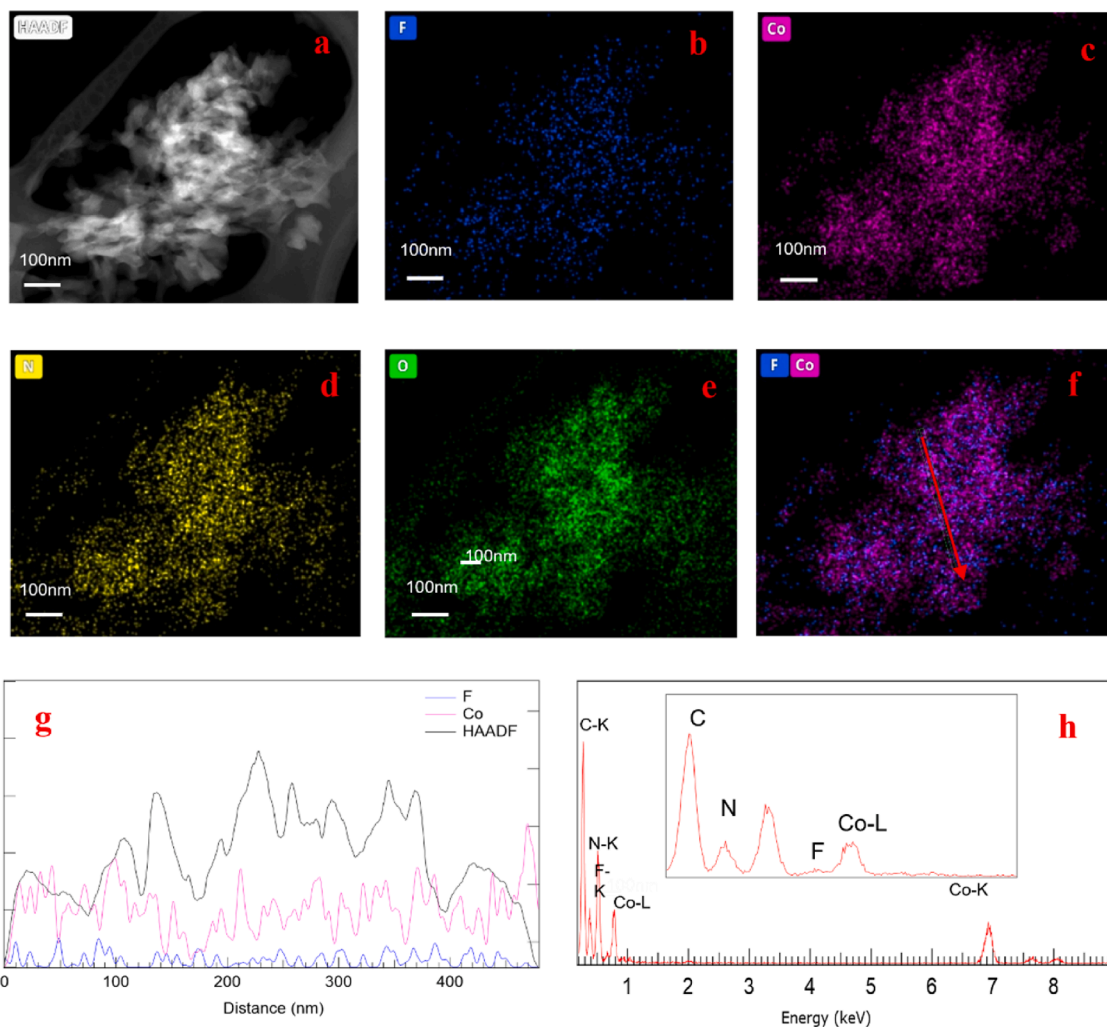 HAADF
a
100nm
F
b
100nm
Co
c
100nm
N
d
100nm
O
e
100nm
100nm
F Co
f
g
F
Co
HAADF
0 100 200 300 400
Distance (nm)
h
C-K
N-K
F-
K
Co-L
C
N
F
Co-L
Co-K
1 2 3 4 5 6 7 8
Energy (keV)